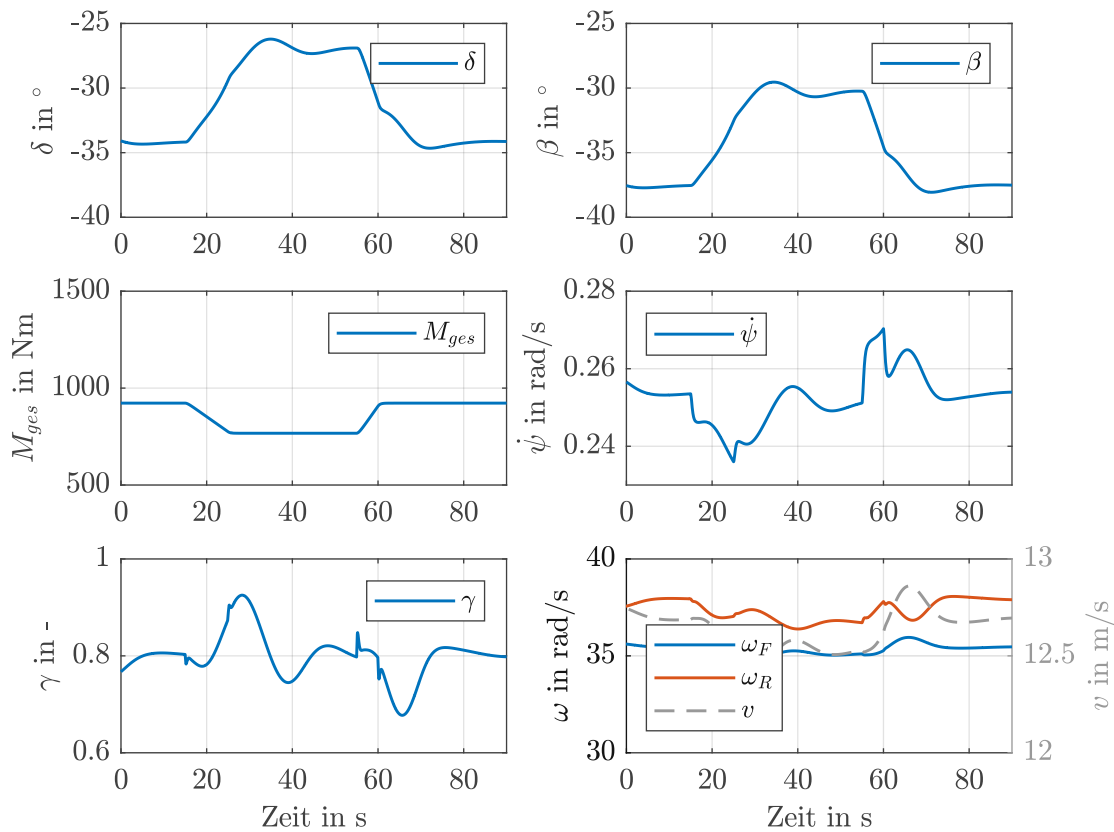 -25
-30
-35
-40
δ in °
δ
0 20 40 60 80
-25
-30
-35
-40
β in °
β
0 20 40 60 80
1500
1000
500
M_ges in Nm
M_ges
0 20 40 60 80
0.28
0.26
0.24
ψ̇ in rad/s
ψ̇
0 20 40 60 80
1
0.8
0.6
γ in -
γ
0 20 40 60 80
Zeit in s
40
35
30
ω in rad/s
ω_F
ω_R
v
13
12.5
12
v in m/s
0 20 40 60 80
Zeit in s